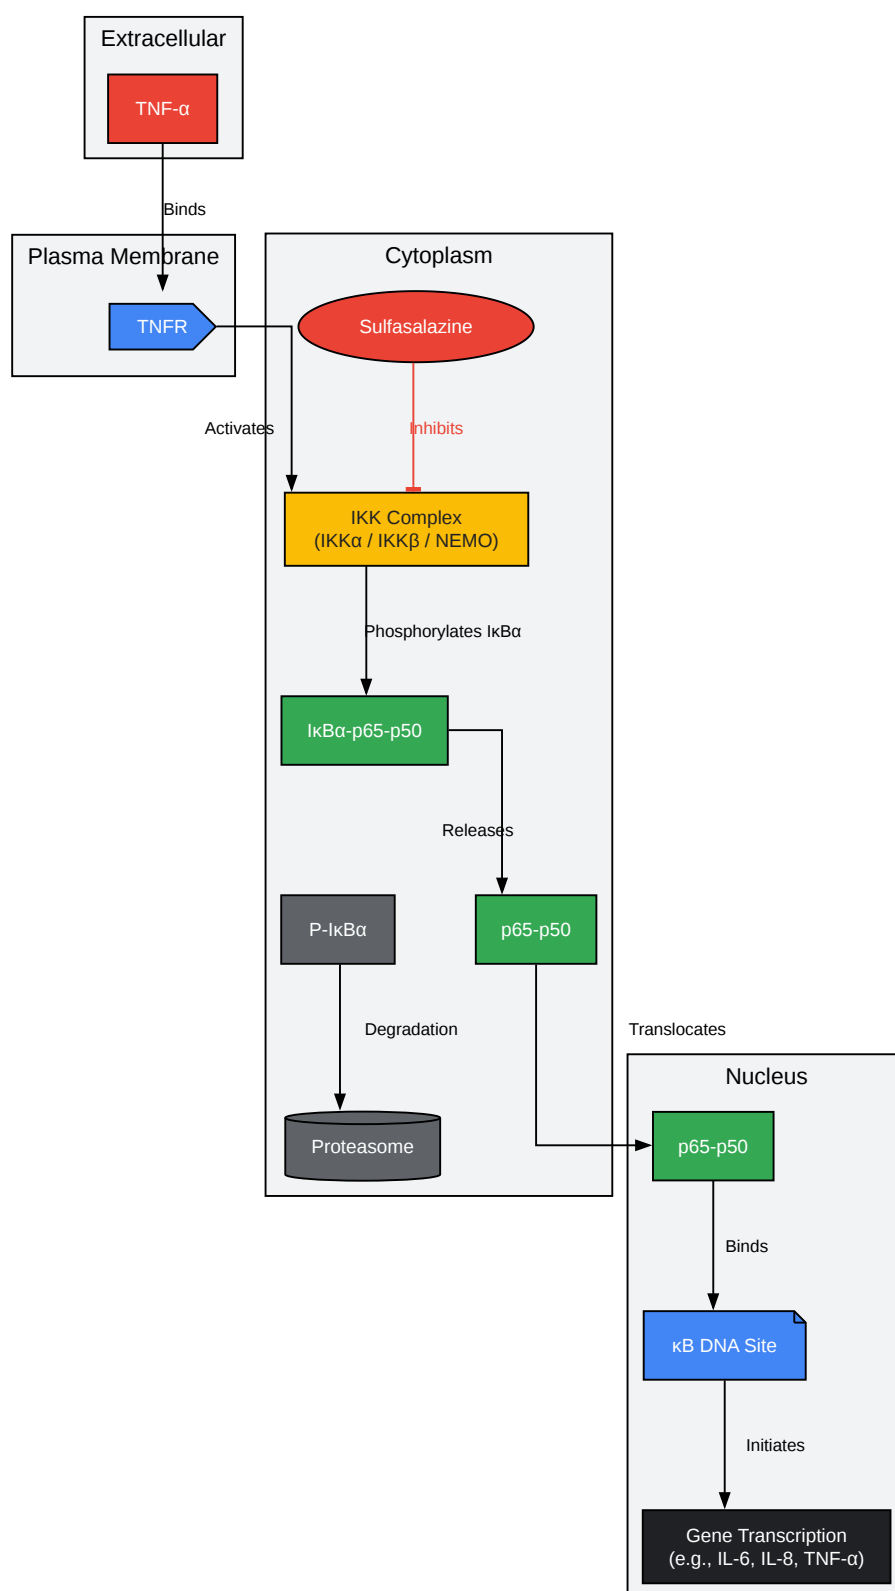 Extracellular
TNF-α
Binds
Plasma Membrane
TNFR
Cytoplasm
Sulfasalazine
Activates
Inhibits
IKK Complex
(IKKα / IKKβ / NEMO)
Phosphorylates IκBα
IκBα-p65-p50
Releases
P-IκBα
p65-p50
Degradation
Translocates
Proteasome
Nucleus
p65-p50
Binds
κB DNA Site
Initiates
Gene Transcription
(e.g., IL-6, IL-8, TNF-α)